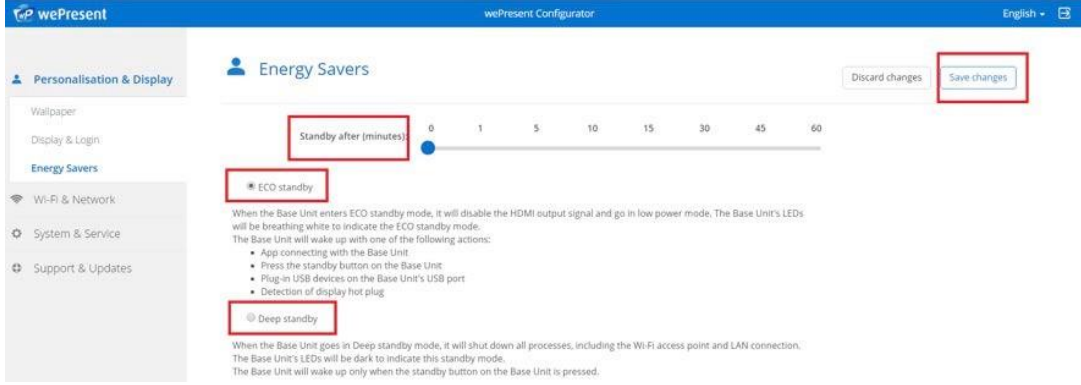 wePresent
wePresent Configurator
English
Personalisation & Display
Wallpaper
Display & Login
Energy Savers
Wi-Fi & Network
System & Service
Support & Updates
Energy Savers
Discard changes
Save changes
Standby after (minutes):
0 1 5 10 15 30 45 60
ECO standby
When the Base Unit enters ECO standby mode, it will disable the HDMI output signal and go in low power mode. The Base Unit's LEDs
will be breathing white to indicate the ECO standby mode.
The Base Unit will wake up with one of the following actions:
• App connecting with the Base Unit
• Press the standby button on the Base Unit
• Plug-in USB devices on the Base Unit's USB port
• Detection of display hot plug
Deep standby
When the Base Unit goes in Deep standby mode, it will shut down all processes, including the Wi-Fi access point and LAN connection.
The Base Unit's LEDs will be dark to indicate this standby mode.
The Base Unit will wake up only when the standby button on the Base Unit is pressed.